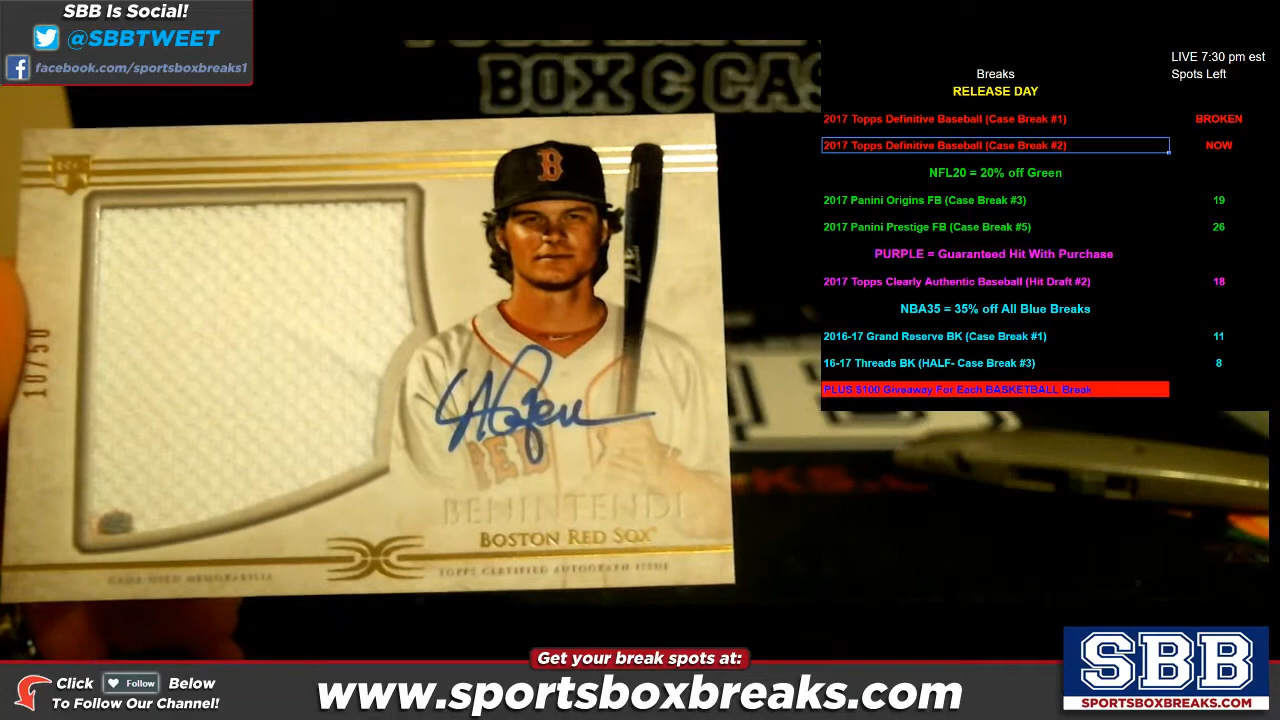 SBB Is Social!
@SBBTWEET
facebook.com/sportsboxbreaks1
BOX & CAS
LIVE 7:30 pm est
Breaks
Spots Left
RELEASE DAY
2017 Topps Definitive Baseball (Case Break #1) BROKEN
2017 Topps Definitive Baseball (Case Break #2) NOW
NFL20 = 20% off Green
2017 Panini Origins FB (Case Break #3) 19
2017 Panini Prestige FB (Case Break #5) 26
PURPLE = Guaranteed Hit With Purchase
2017 Topps Clearly Authentic Baseball (Hit Draft #2) 18
NBA35 = 35% off All Blue Breaks
2016-17 Grand Reserve BK (Case Break #1) 11
16-17 Threads BK (HALF- Case Break #3) 8
PLUS $100 Giveaway For Each BASKETBALL Break
B
10/50
RED
BENINTENDI
BOSTON RED SOX
GAME-USED MEMORABILIA
TOPPS CERTIFIED AUTOGRAPH ISSUE
Get your break spots at:
Click Follow Below
To Follow Our Channel!
www.sportsboxbreaks.com
SBB
SPORTSBOXBREAKS.COM